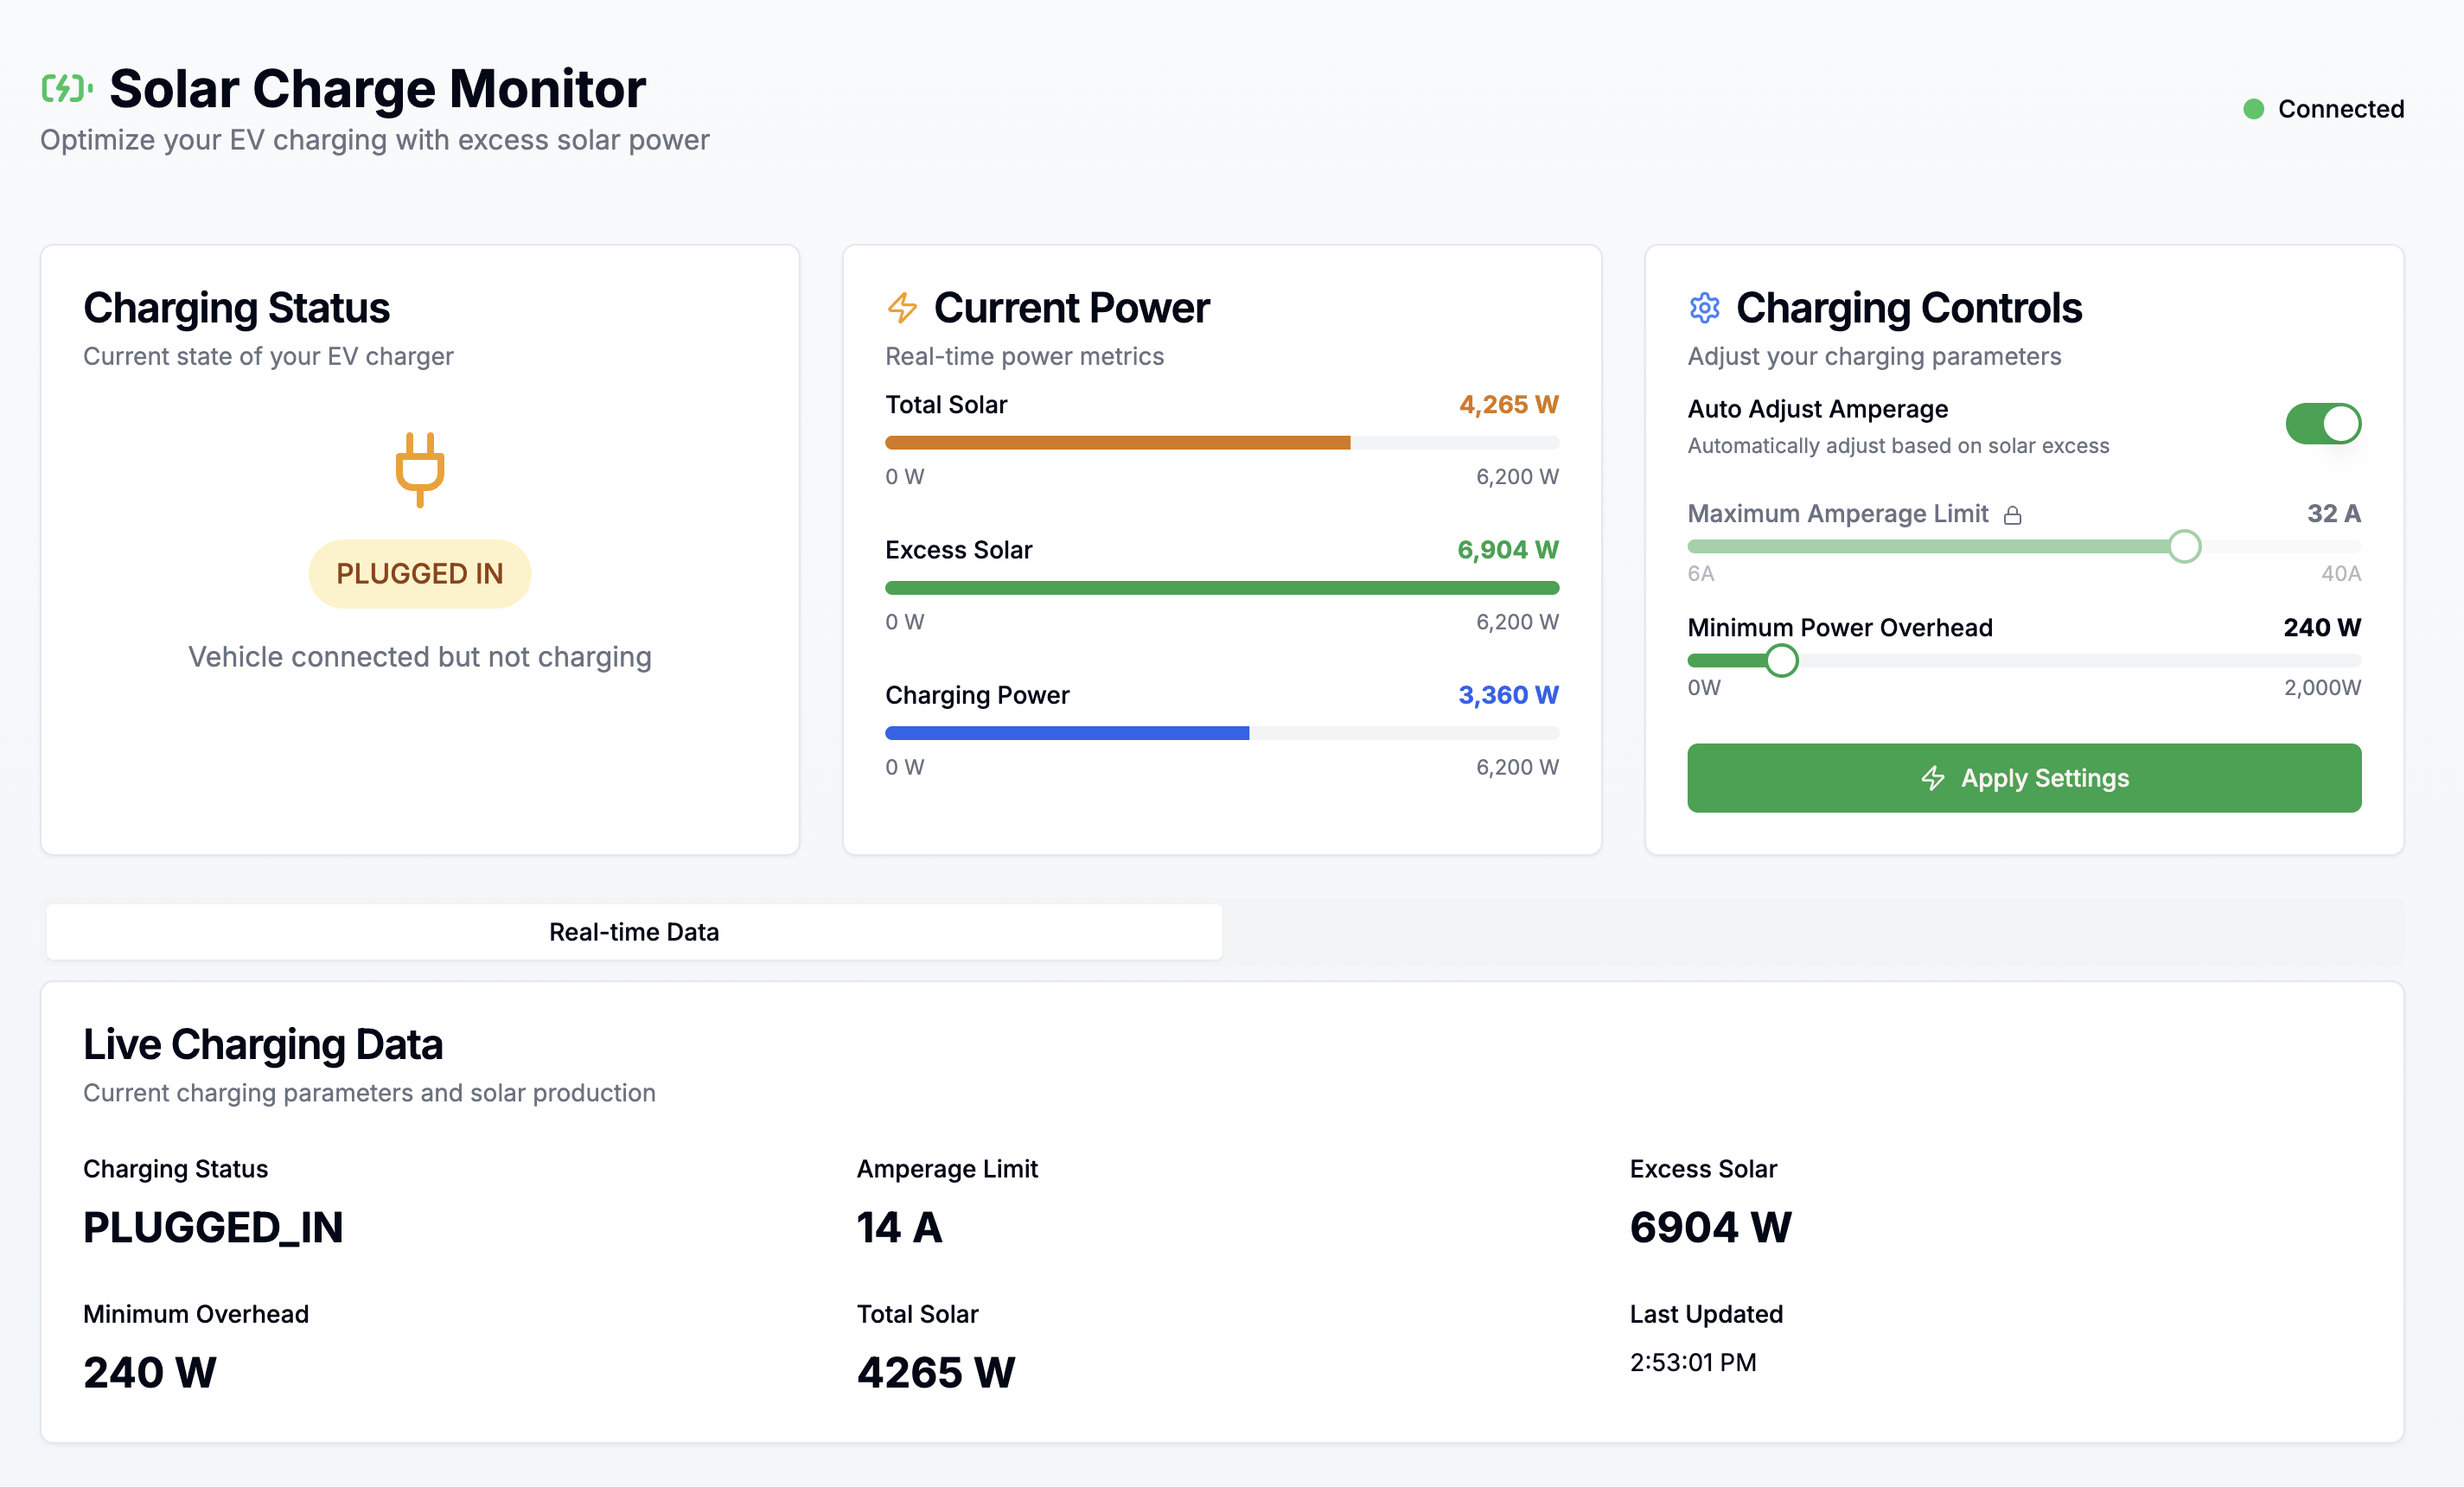 Solar Charge Monitor
Optimize your EV charging with excess solar power
Connected
Charging Status
Current state of your EV charger
PLUGGED IN
Vehicle connected but not charging
Current Power
Real-time power metrics
Total Solar 4,265 W
0 W 6,200 W
Excess Solar 6,904 W
0 W 6,200 W
Charging Power 3,360 W
0 W 6,200 W
Charging Controls
Adjust your charging parameters
Auto Adjust Amperage
Automatically adjust based on solar excess
Maximum Amperage Limit 32 A
6A 40A
Minimum Power Overhead 240 W
0W 2,000W
Apply Settings
Real-time Data
Live Charging Data
Current charging parameters and solar production
Charging Status
PLUGGED_IN
Amperage Limit
14 A
Excess Solar
6904 W
Minimum Overhead
240 W
Total Solar
4265 W
Last Updated
2:53:01 PM